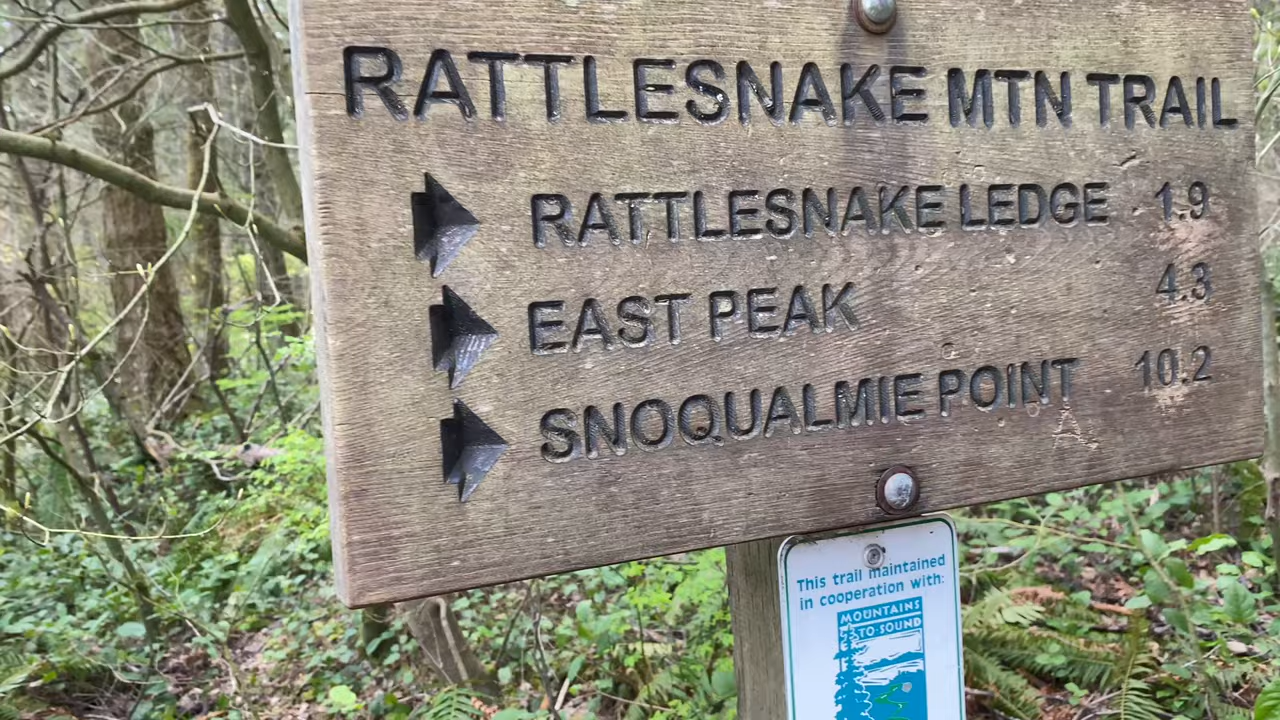 RATTLESNAKE MTN TRAIL
RATTLESNAKE LEDGE 1.9
EAST PEAK 4.3
SNOQUALMIE POINT 10.2
A
This trail maintained
in cooperation with:
MOUNTAINS
TO SOUND